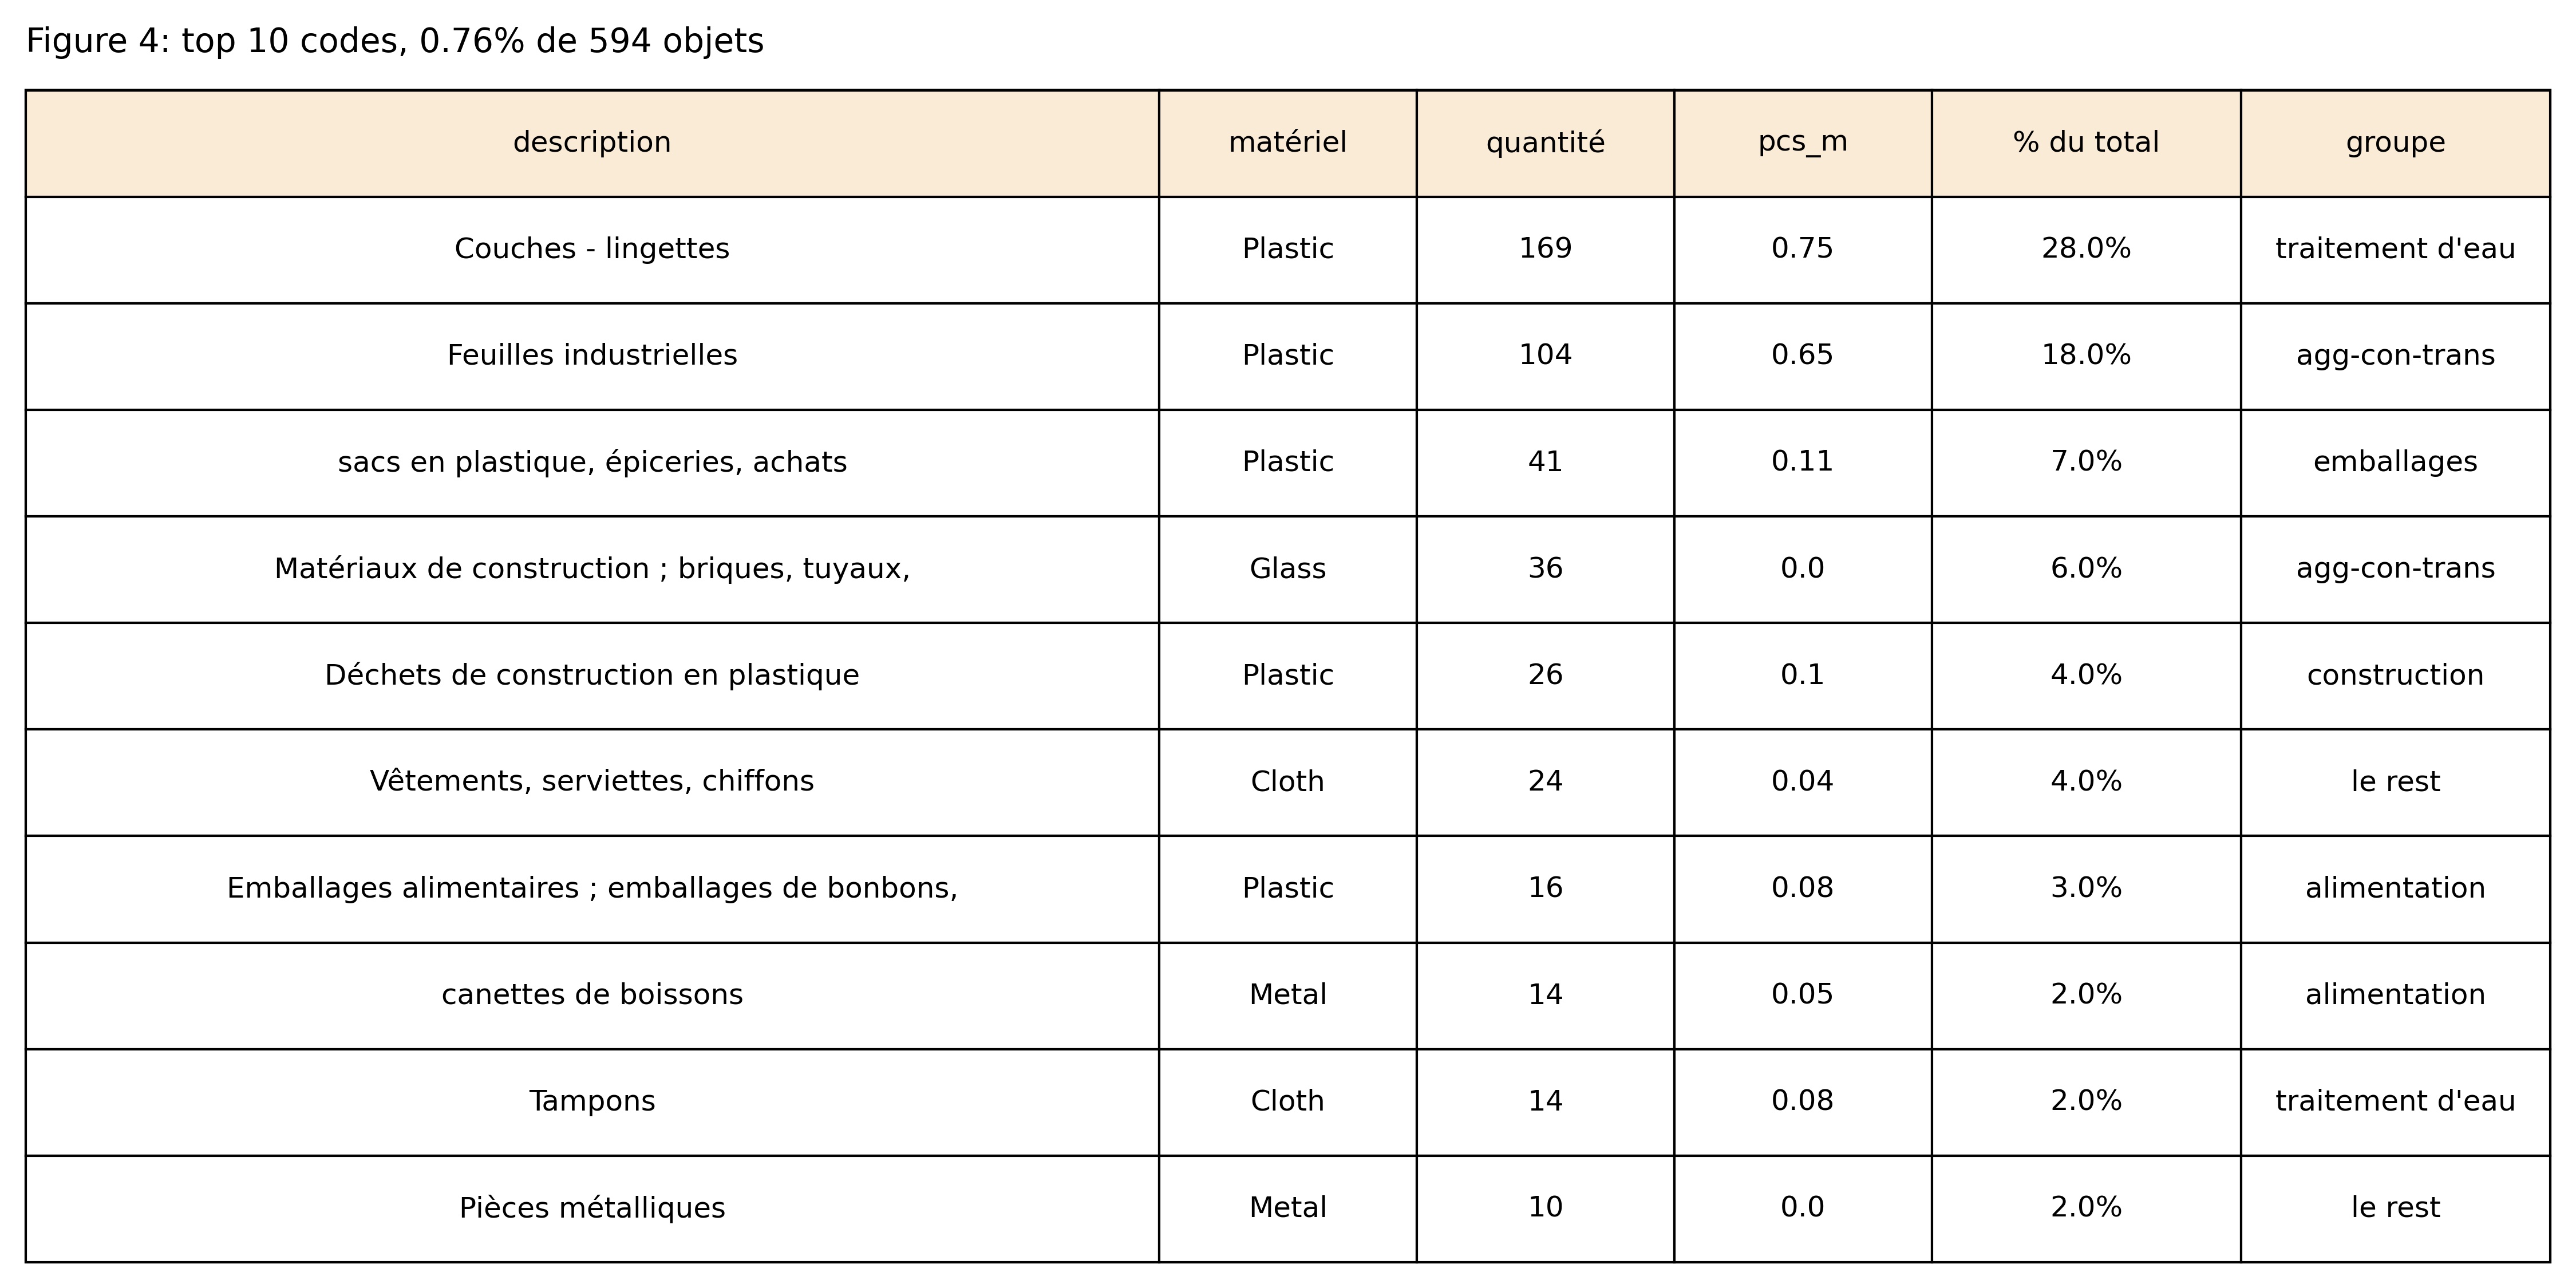 Figure 4: top 10 codes, 0.76% de 594 objets
description matériel quantité pcs_m % du total groupe
Couches - lingettes Plastic 169 0.75 28.0% traitement d'eau
Feuilles industrielles Plastic 104 0.65 18.0% agg-con-trans
sacs en plastique, épiceries, achats Plastic 41 0.11 7.0% emballages
Matériaux de construction ; briques, tuyaux, Glass 36 0.0 6.0% agg-con-trans
Déchets de construction en plastique Plastic 26 0.1 4.0% construction
Vêtements, serviettes, chiffons Cloth 24 0.04 4.0% le rest
Emballages alimentaires ; emballages de bonbons, Plastic 16 0.08 3.0% alimentation
canettes de boissons Metal 14 0.05 2.0% alimentation
Tampons Cloth 14 0.08 2.0% traitement d'eau
Pièces métalliques Metal 10 0.0 2.0% le rest